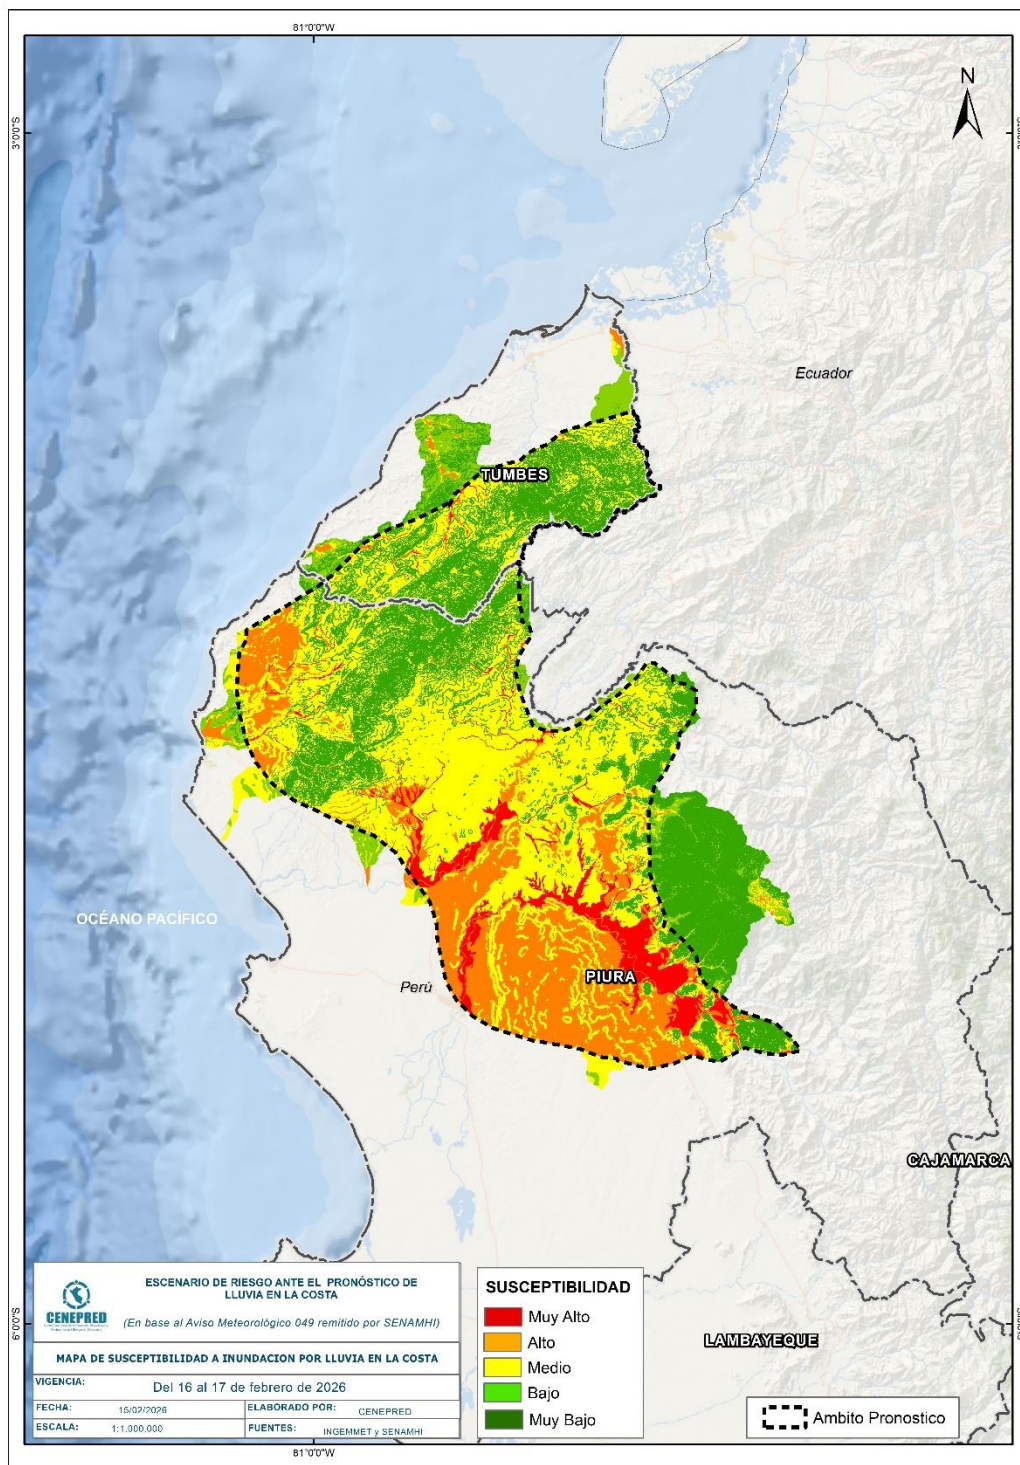 81°0'0"W
3°0'0"S
N
Ecuador
TUMBES
OCÉANO PACÍFICO
PIURA
Perú
CAJAMARCA
LAMBAYEQUE
6°0'0"S
CENEPRED
ESCENARIO DE RIESGO ANTE EL PRONÓSTICO DE
LLUVIA EN LA COSTA
(En base al Aviso Meteorológico 049 remitido por SENAMHI)
MAPA DE SUSCEPTIBILIDAD A INUNDACION POR LLUVIA EN LA COSTA
VIGENCIA: Del 16 al 17 de febrero de 2026
FECHA: 15/02/2026 ELABORADO POR: CENEPRED
ESCALA: 1:1.000.000 FUENTES: INGEMMET y SENAMHI
SUSCEPTIBILIDAD
Muy Alto
Alto
Medio
Bajo
Muy Bajo
Ambito Pronostico
81°0'0"W